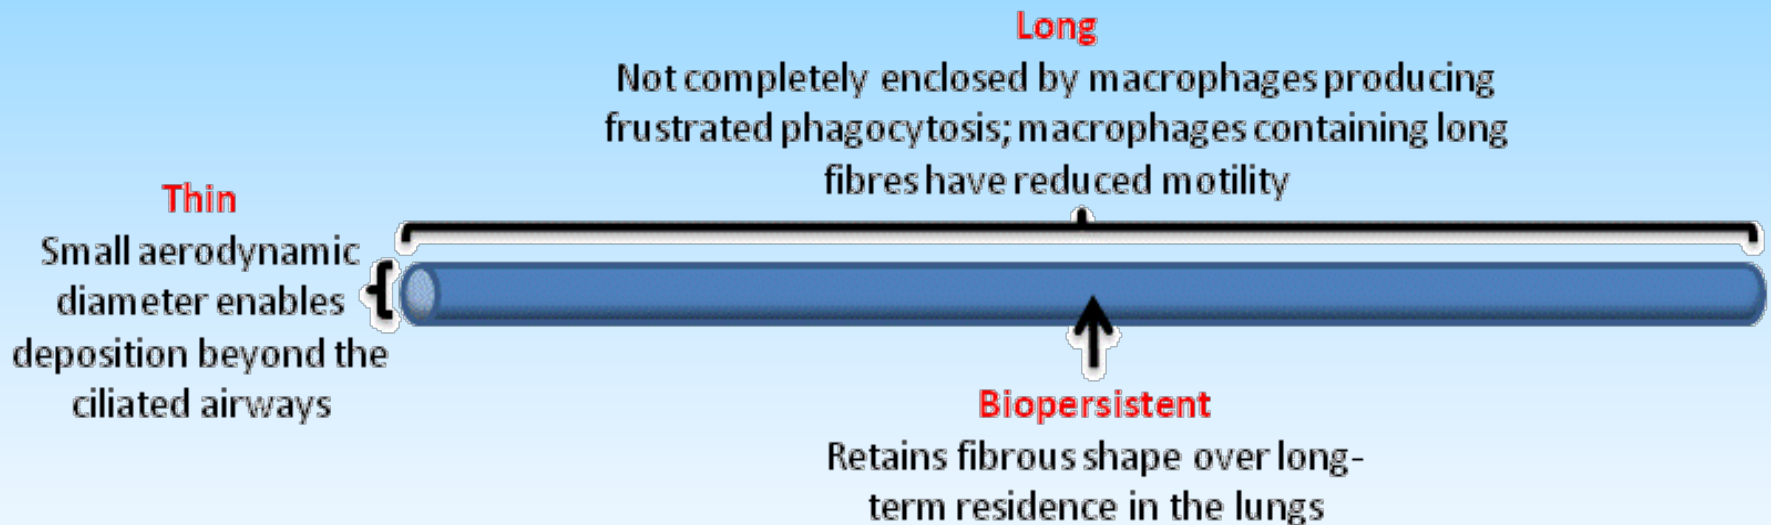 Long
Not completely enclosed by macrophages producing
frustrated phagocytosis; macrophages containing long
fibres have reduced motility
Thin
Small aerodynamic
diameter enables
deposition beyond the
ciliated airways
Biopersistent
Retains fibrous shape over long-
term residence in the lungs